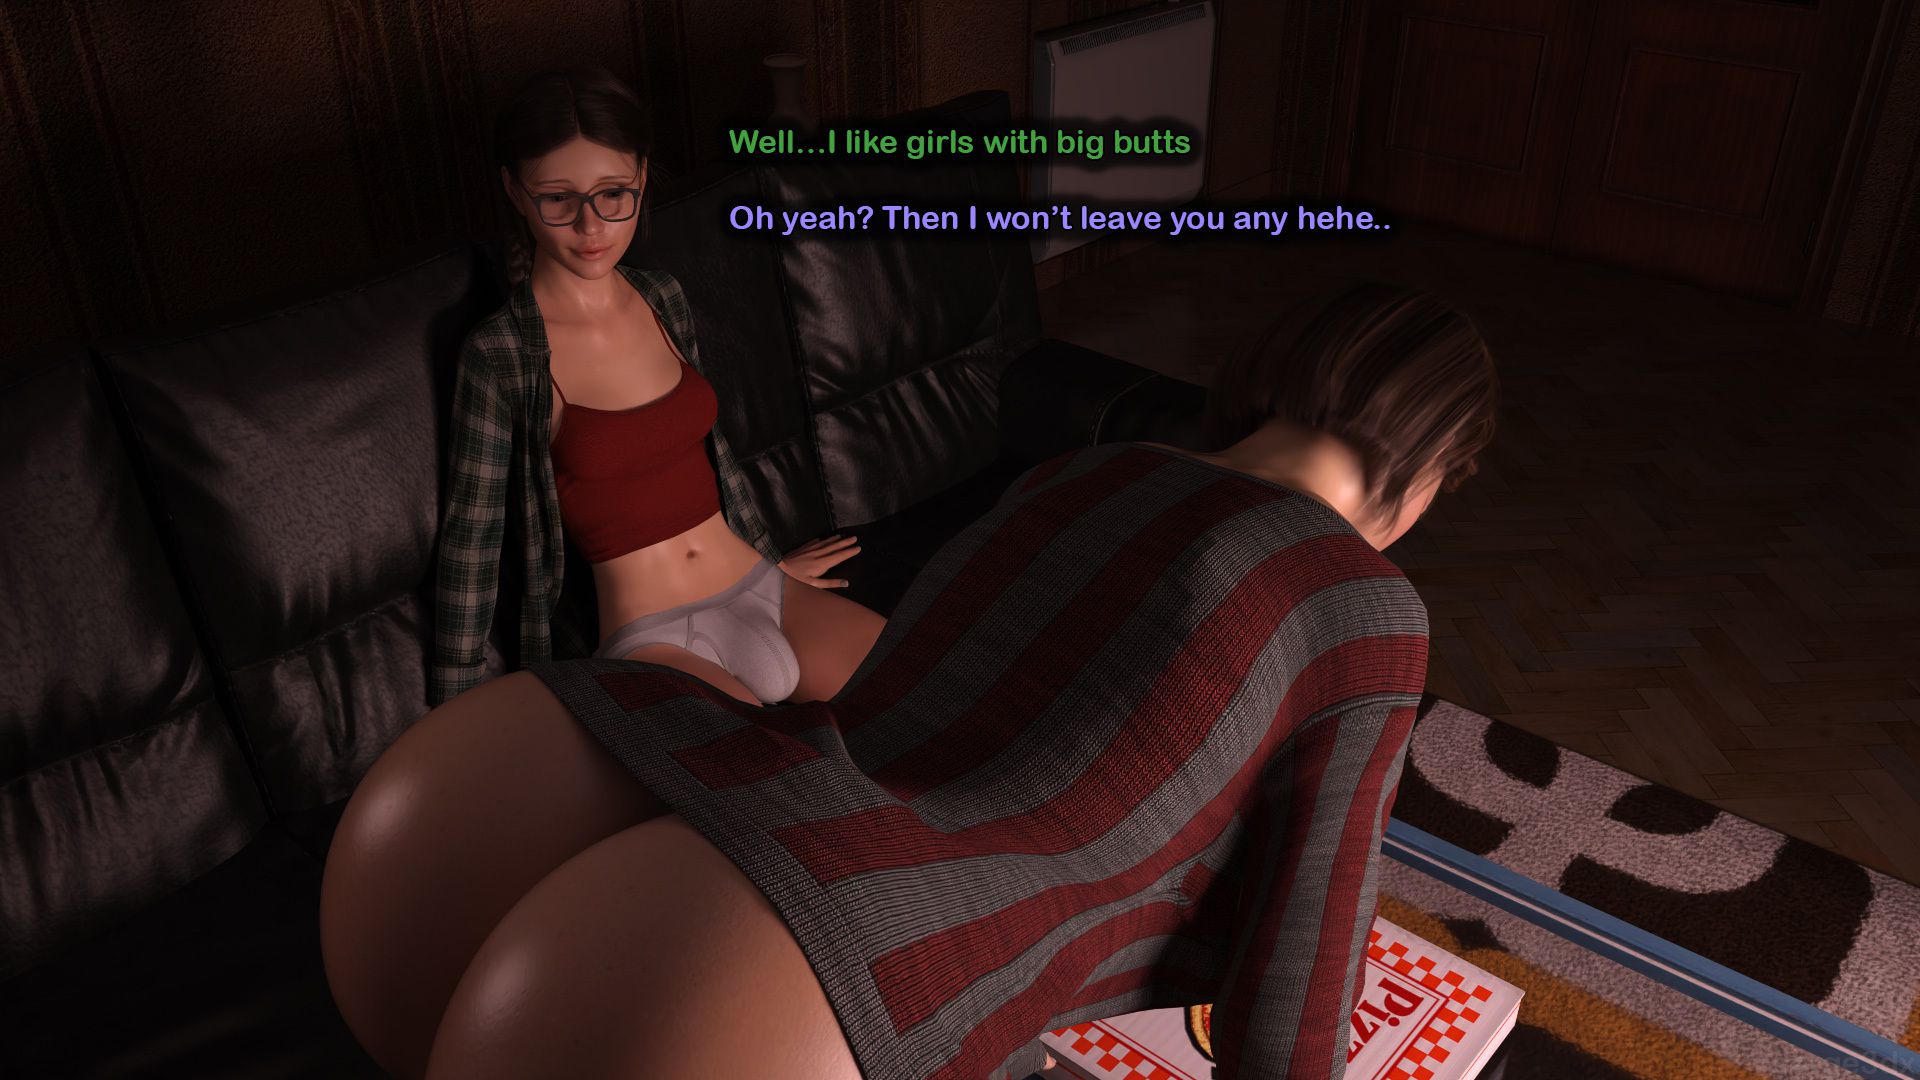 Well...I like girls with big butts
Oh yeah? Then I won't leave you any hehe..